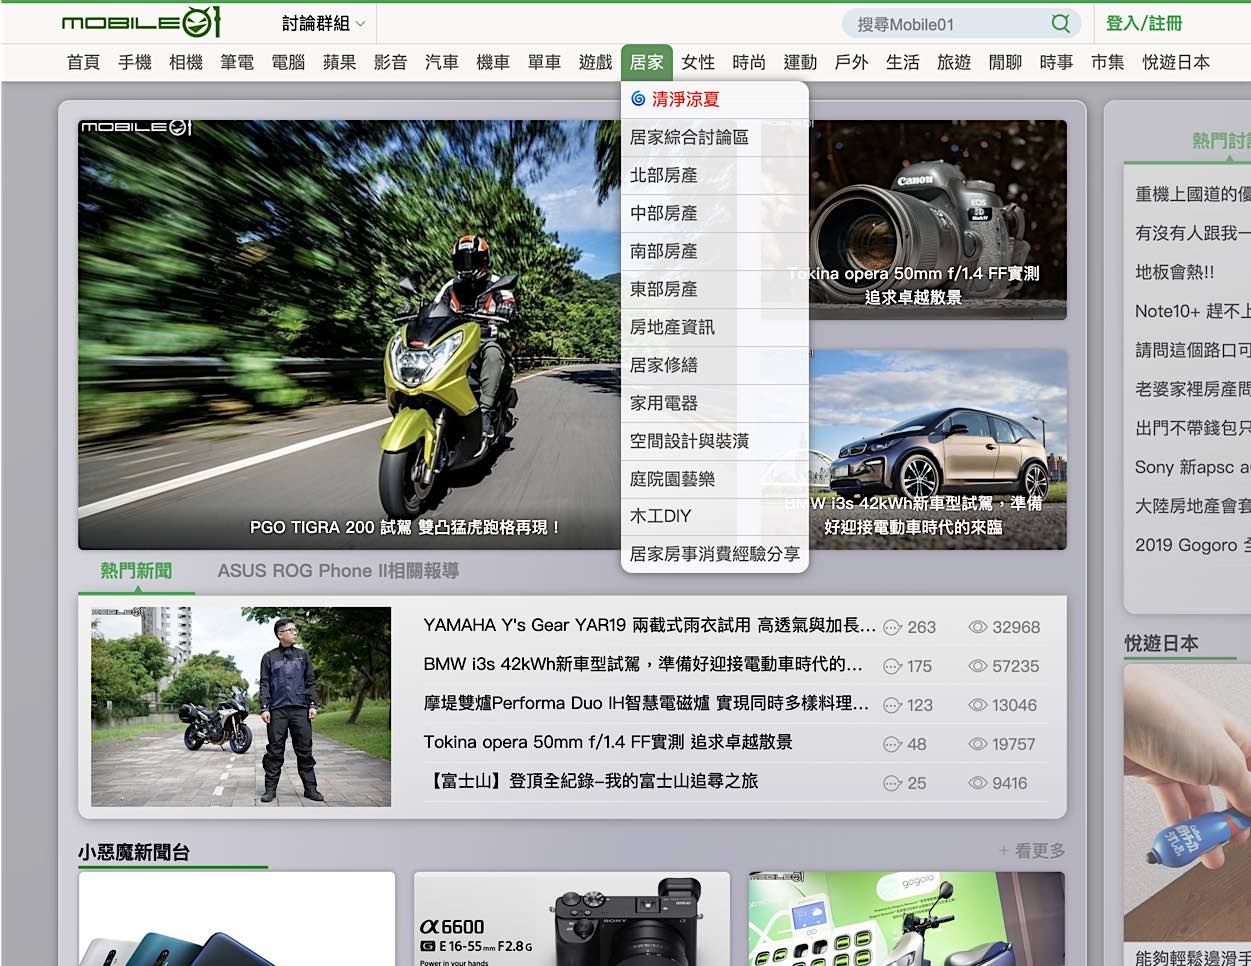 MOBILE01
討論群組
搜尋Mobile01
登入/註冊
首頁 手機 相機 筆電 電腦 蘋果 影音 汽車 機車 單車 遊戲 居家 女性 時尚 運動 戶外 生活 旅遊 閒聊 時事 市集 悅遊日本
清淨涼夏
居家綜合討論區
北部房產
中部房產
南部房產
東部房產
房地產資訊
居家修繕
家用電器
空間設計與裝潢
庭院園藝樂
木工DIY
居家房事消費經驗分享
MOBILE01
PGO TIGRA 200 試駕 雙凸猛虎跑格再現！
Canon
EOS
Tokina opera 50mm f/1.4 FF實測
追求卓越散景
BMW i3s 42kWh新車型試駕，準備
好迎接電動車時代的來臨
熱門討
重機上國道的優
有沒有人跟我一
地板會熱!!
Note10+ 趕不上
請問這個路口可
老婆家裡房產問
出門不帶錢包只
Sony 新apsc a
大陸房地產會套
2019 Gogoro 全
熱門新聞
ASUS ROG Phone II相關報導
MOBILE01
YAMAHA Y's Gear YAR19 兩截式雨衣試用 高透氣與加長... 263 32968
BMW i3s 42kWh新車型試駕，準備好迎接電動車時代的... 175 57235
摩堤雙爐Performa Duo IH智慧電磁爐 實現同時多樣料理... 123 13046
Tokina opera 50mm f/1.4 FF實測 追求卓越散景 48 19757
【富士山】登頂全紀錄–我的富士山追尋之旅 25 9416
悅遊日本
能夠輕鬆邊滑手
小惡魔新聞台
+ 看更多
α6600
G E 16-55mm F2.8 G
Power in your hands
SONY
MOBILE01
gogoro